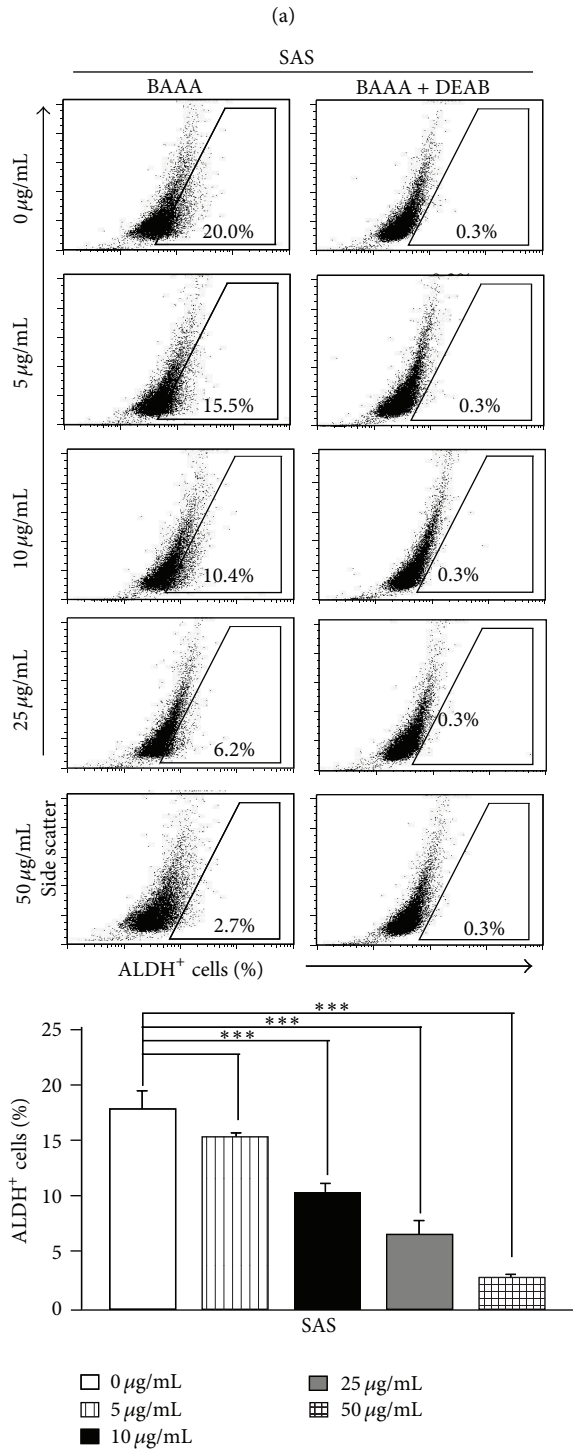 (a)
SAS
BAAA BAAA + DEAB
0 μg/mL
20.0% 0.3%
5 μg/mL
15.5% 0.3%
10 μg/mL
10.4% 0.3%
25 μg/mL
6.2% 0.3%
50 μg/mL
Side scatter
2.7% 0.3%
ALDH⁺ cells (%)
***
***
***
25
20
15
10
5
0
ALDH⁺ cells (%)
SAS
0 μg/mL 25 μg/mL
5 μg/mL 50 μg/mL
10 μg/mL